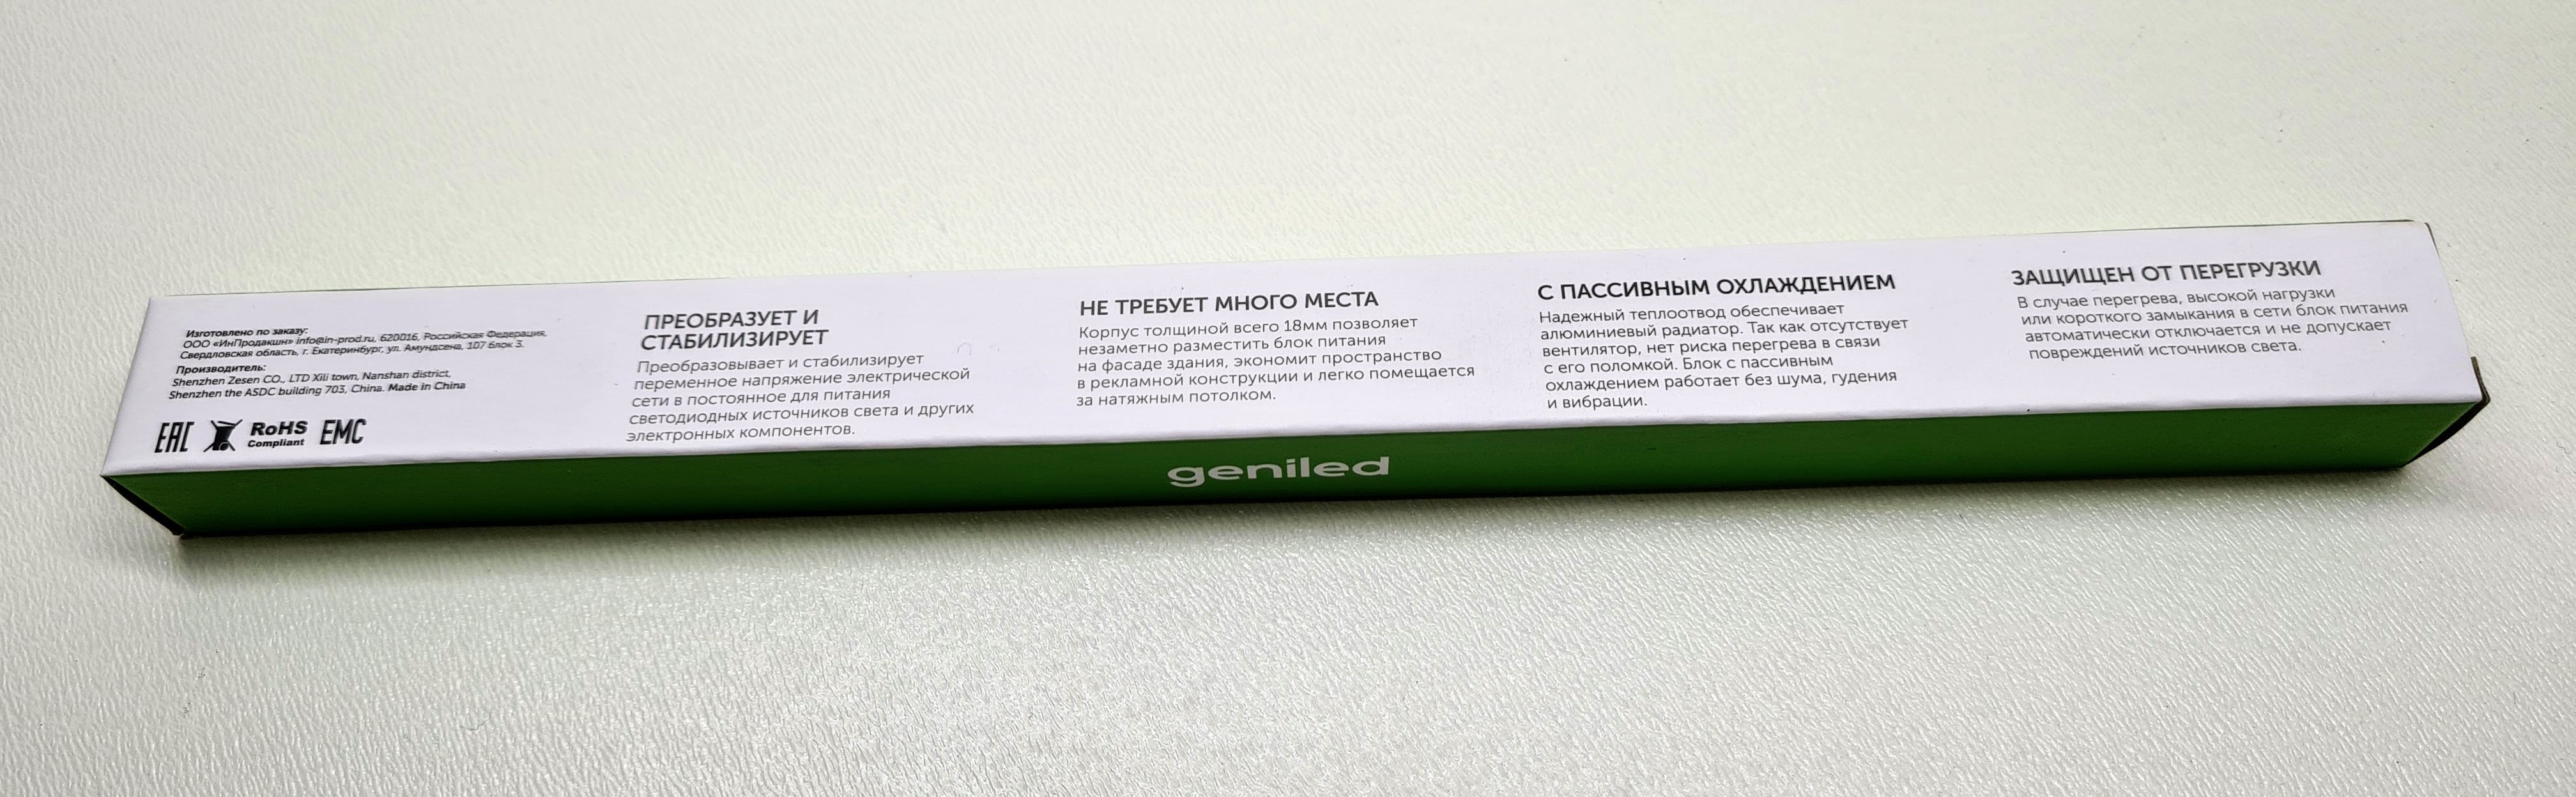 Изготовлено по заказу:
ООО «ИнПродакшн» info@in-prod.ru, 620016, Российская Федерация,
Свердловская область, г. Екатеринбург, ул. Амундсена, 107 блок 3.
Производитель:
Shenzhen Zesen CO., LTD Xili town, Nanshan district,
Shenzhen the ASDC building 703, China. Made in China
EAC RoHS Compliant EMC
ПРЕОБРАЗУЕТ И
СТАБИЛИЗИРУЕТ
Преобразовывает и стабилизирует
переменное напряжение электрической
сети в постоянное для питания
светодиодных источников света и других
электронных компонентов.
НЕ ТРЕБУЕТ МНОГО МЕСТА
Корпус толщиной всего 18мм позволяет
незаметно разместить блок питания
на фасаде здания, экономит пространство
в рекламной конструкции и легко помещается
за натяжным потолком.
С ПАССИВНЫМ ОХЛАЖДЕНИЕМ
Надежный теплоотвод обеспечивает
алюминиевый радиатор. Так как отсутствует
вентилятор, нет риска перегрева в связи
с его поломкой. Блок с пассивным
охлаждением работает без шума, гудения
и вибрации.
ЗАЩИЩЕН ОТ ПЕРЕГРУЗКИ
В случае перегрева, высокой нагрузки
или короткого замыкания в сети блок питания
автоматически отключается и не допускает
повреждений источников света.
geniled